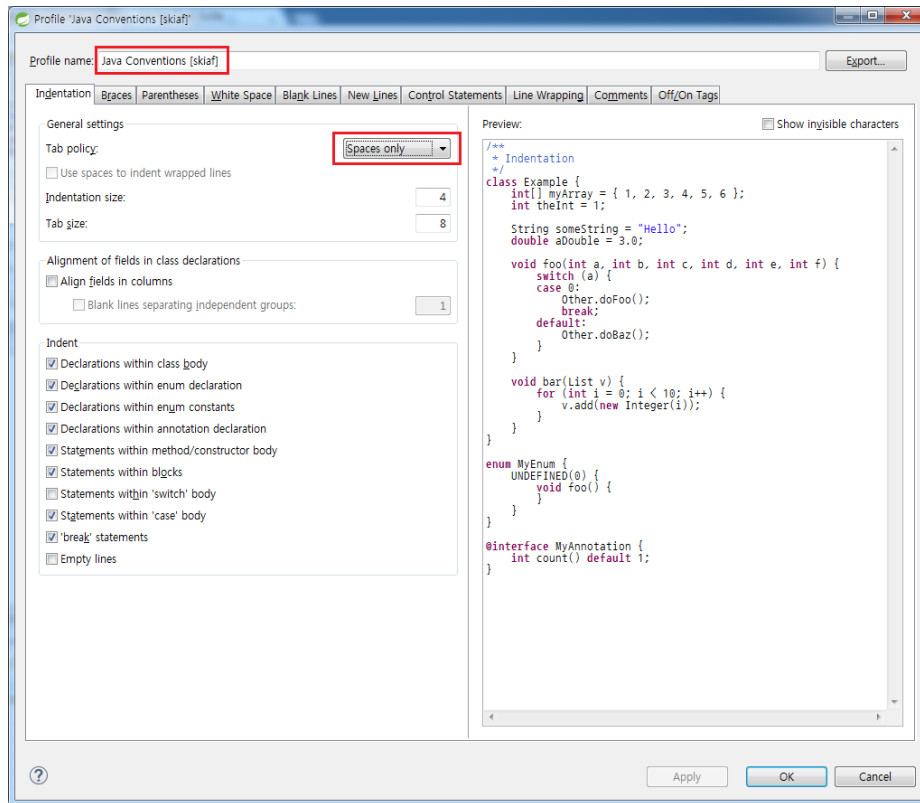 Profile 'Java Conventions [skiaf]'
Profile name: Java Conventions [skiaf]
Export...
Indentation Braces Parentheses White Space Blank Lines New Lines Control Statements Line Wrapping Comments Off/On Tags
General settings
Tab policy: Spaces only
Use spaces to indent wrapped lines
Indentation size: 4
Tab size: 8
Alignment of fields in class declarations
Align fields in columns
Blank lines separating independent groups: 1
Indent
Declarations within class body
Declarations within enum declaration
Declarations within enum constants
Declarations within annotation declaration
Statements within method/constructor body
Statements within blocks
Statements within 'switch' body
Statements within 'case' body
'break' statements
Empty lines
Preview: Show invisible characters
/**
 * Indentation
 */
class Example {
    int[] myArray = { 1, 2, 3, 4, 5, 6 };
    int theInt = 1;

    String someString = "Hello";
    double aDouble = 3.0;

    void foo(int a, int b, int c, int d, int e, int f) {
        switch (a) {
        case 0:
            Other.doFoo();
            break;
        default:
            Other.doBaz();
        }
    }

    void bar(List v) {
        for (int i = 0; i < 10; i++) {
            v.add(new Integer(i));
        }
    }
}

enum MyEnum {
    UNDEFINED(0) {
        void foo() {
        }
    }
}

@interface MyAnnotation {
    int count() default 1;
}
Apply OK Cancel